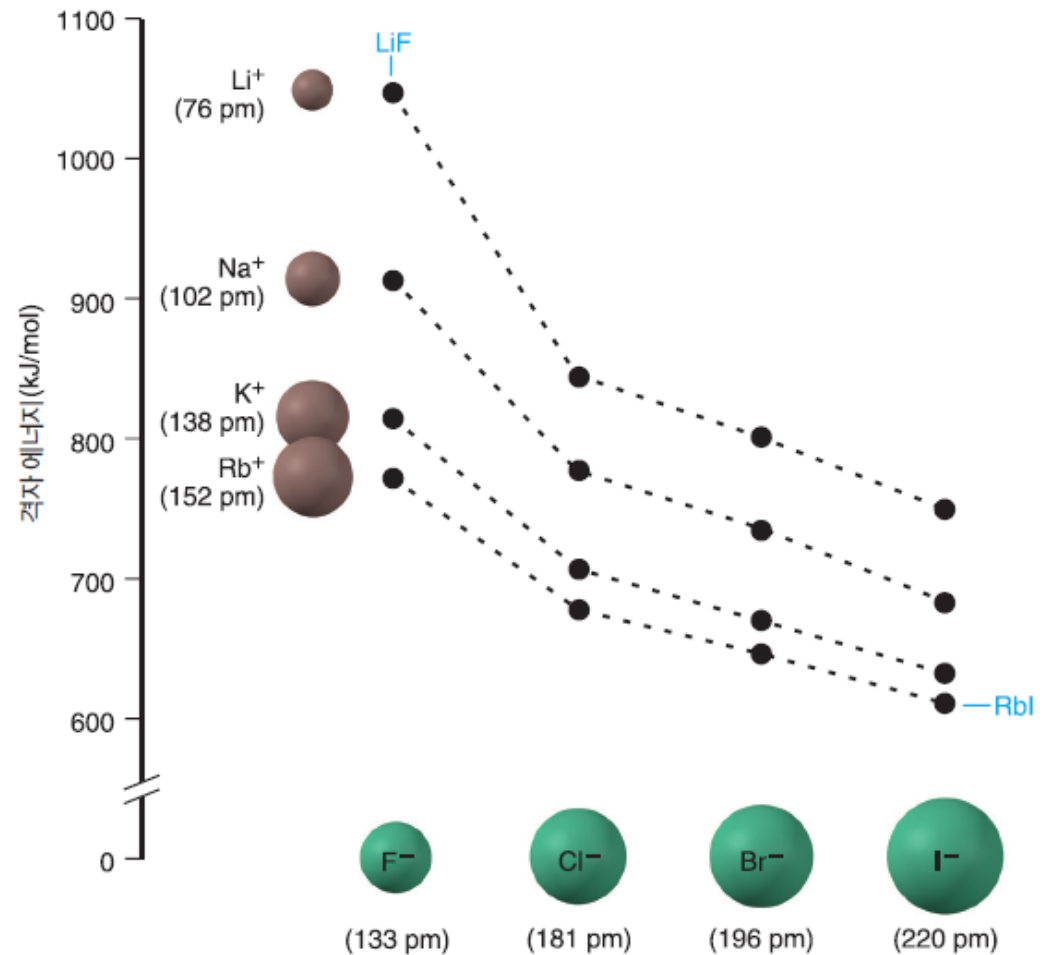 격자 에너지(kJ/mol)
1100
1000
900
800
700
600
0
LiF
Li⁺
(76 pm)
Na⁺
(102 pm)
K⁺
(138 pm)
Rb⁺
(152 pm)
RbI
F⁻
Cl⁻
Br⁻
I⁻
(133 pm)
(181 pm)
(196 pm)
(220 pm)